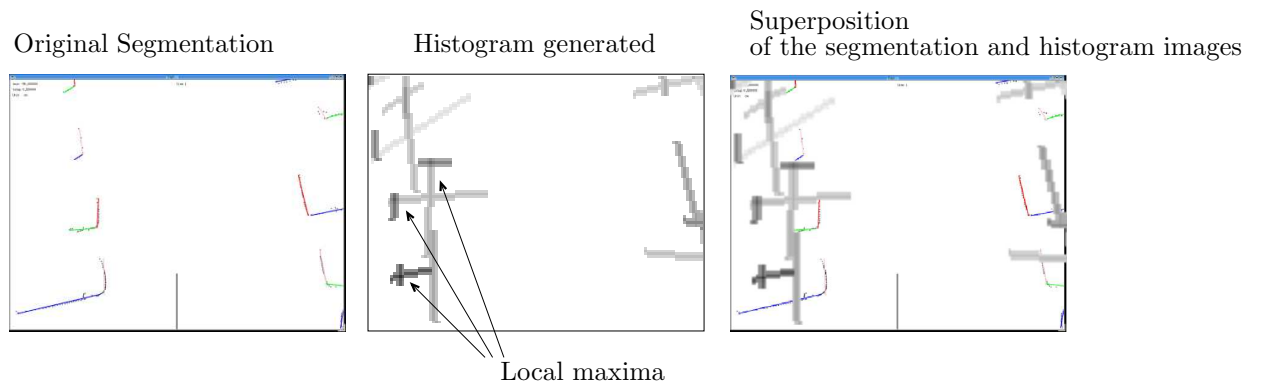 Original Segmentation
Histogram generated
Superposition
of the segmentation and histogram images
Local maxima